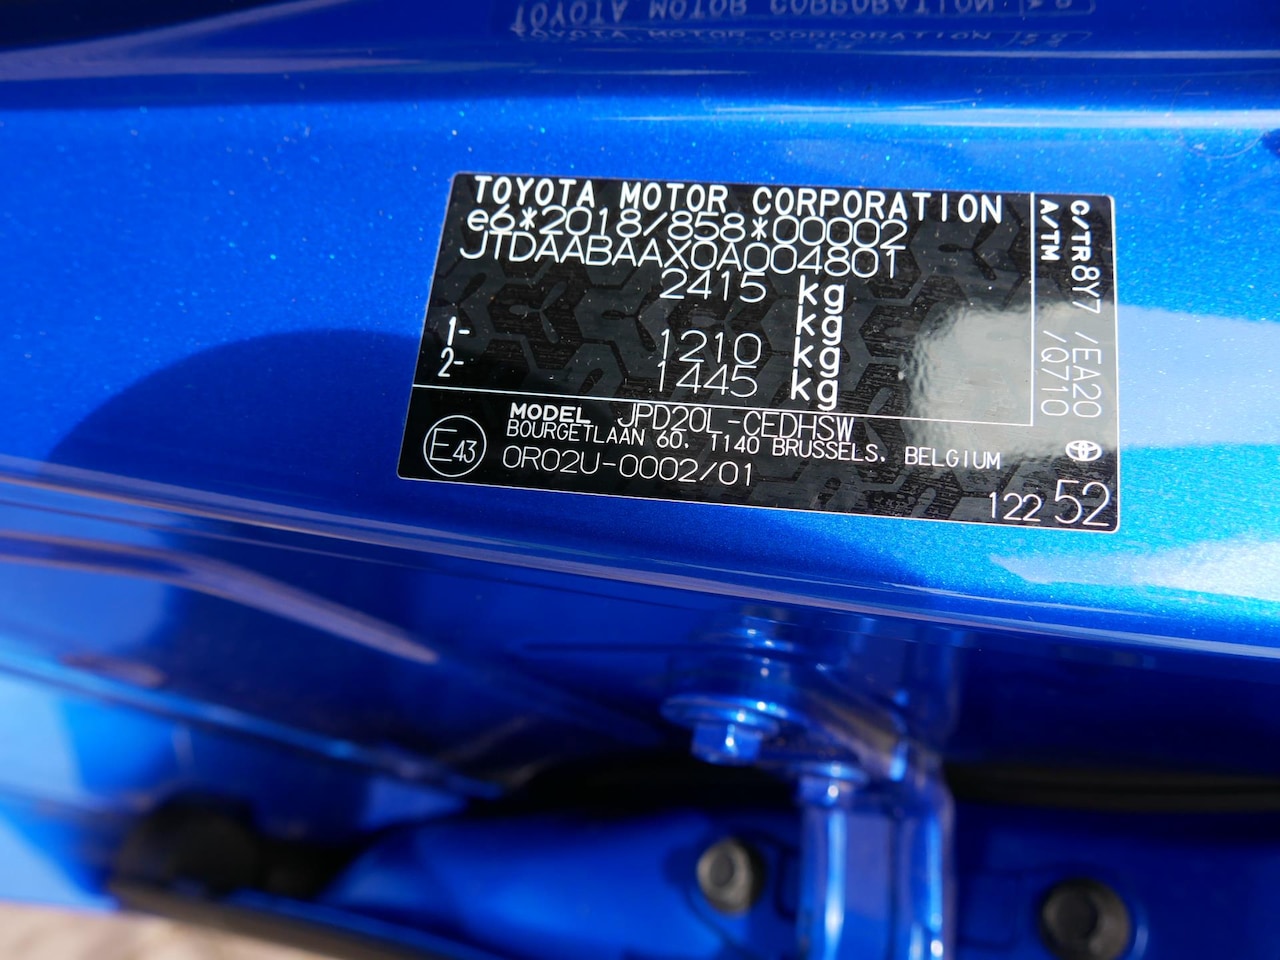 TOYOTA MOTOR CORPORATION
e6*2018/858*00002
JTDAABAAX0A004801
2415 kg
kg
1- 1210 kg
2- 1445 kg
C/TR 8Y7 /EA20
A/TM /Q710
MODEL JPD20L-CEDHSW
BOURGETLAAN 60, 1140 BRUSSELS, BELGIUM
E43 0R02U-0002/01
122 52